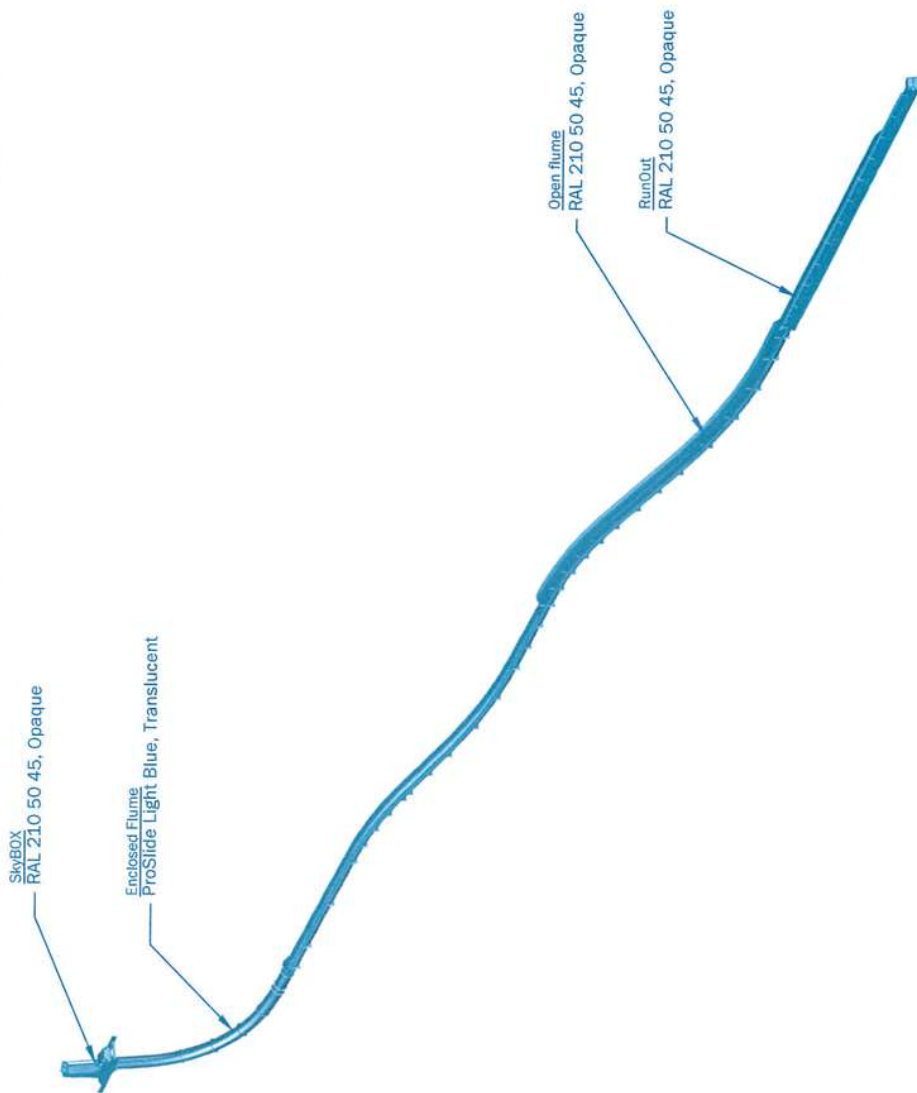 SkyBOX
RAL 210 50 45, Opaque
Enclosed Flume
ProSlide Light Blue, Translucent
Open flume
RAL 210 50 45, Opaque
RunOut
RAL 210 50 45, Opaque